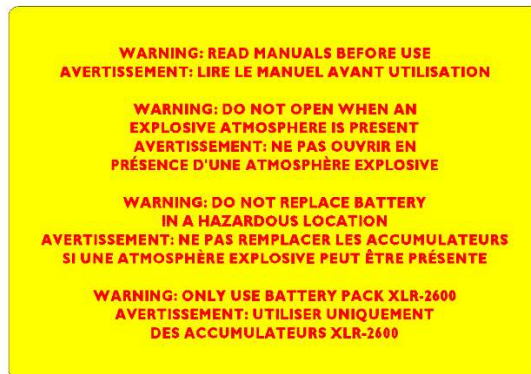 WARNING: READ MANUALS BEFORE USE
AVERTISSEMENT: LIRE LE MANUEL AVANT UTILISATION
WARNING: DO NOT OPEN WHEN AN
EXPLOSIVE ATMOSPHERE IS PRESENT
AVERTISSEMENT: NE PAS OUVRIR EN
PRÉSENCE D'UNE ATMOSPHÈRE EXPLOSIVE
WARNING: DO NOT REPLACE BATTERY
IN A HAZARDOUS LOCATION
AVERTISSEMENT: NE PAS REMPLACER LES ACCUMULATEURS
SI UNE ATMOSPHÈRE EXPLOSIVE PEUT ÊTRE PRÉSENTE
WARNING: ONLY USE BATTERY PACK XLR-2600
AVERTISSEMENT: UTILISER UNIQUEMENT
DES ACCUMULATEURS XLR-2600